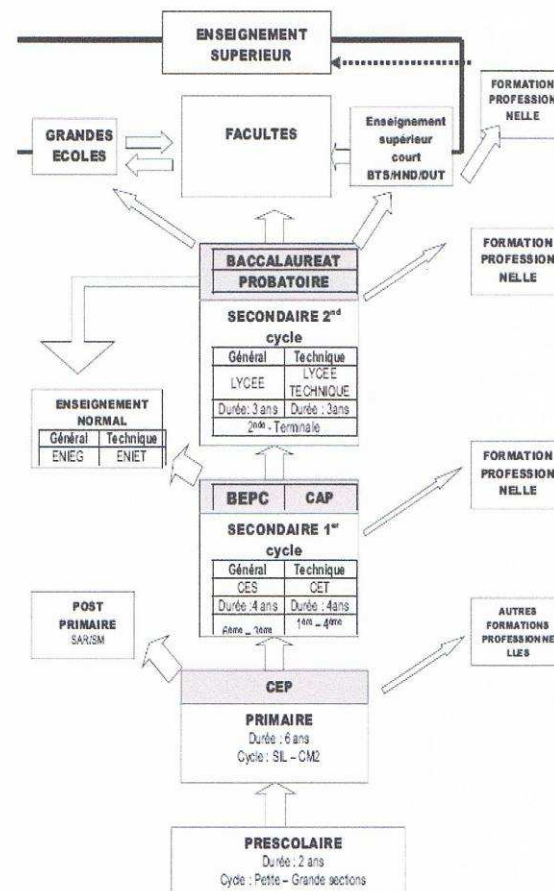 ENSEIGNEMENT
SUPERIEUR
FORMATION
PROFESSION
NELLE
GRANDES
ECOLES
FACULTES
Enseignement
supérieur
court
BTS/HND/DUT
BACCALAUREAT
PROBATOIRE
FORMATION
PROFESSION
NELLE
SECONDAIRE 2nd
cycle
Général Technique
LYCEE LYCEE
TECHNIQUE
Durée: 3 ans Durée : 3ans
2nde - Terminale
ENSEIGNEMENT
NORMAL
Général Technique
ENIEG ENIET
BEPC CAP
FORMATION
PROFESSION
NELLE
SECONDAIRE 1er
cycle
Général Technique
CES CET
Durée : 4 ans Durée : 4ans
6ème – 3ème 1ère – 4ème
POST
PRIMAIRE
SAR/SM
AUTRES
FORMATIONS
PROFESSIONNE
LLES
CEP
PRIMAIRE
Durée : 6 ans
Cycle : SIL – CM2
PRESCOLAIRE
Durée : 2 ans
Cycle : Petite – Grande sections